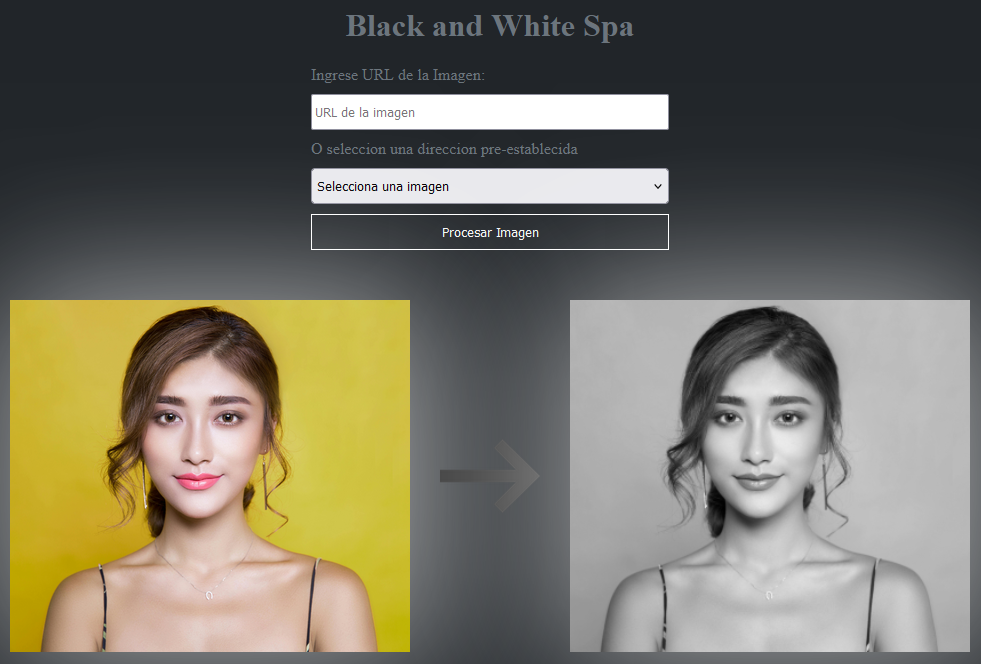 Black and White Spa
Ingrese URL de la Imagen:
URL de la imagen
O seleccion una direccion pre-establecida
Selecciona una imagen
Procesar Imagen